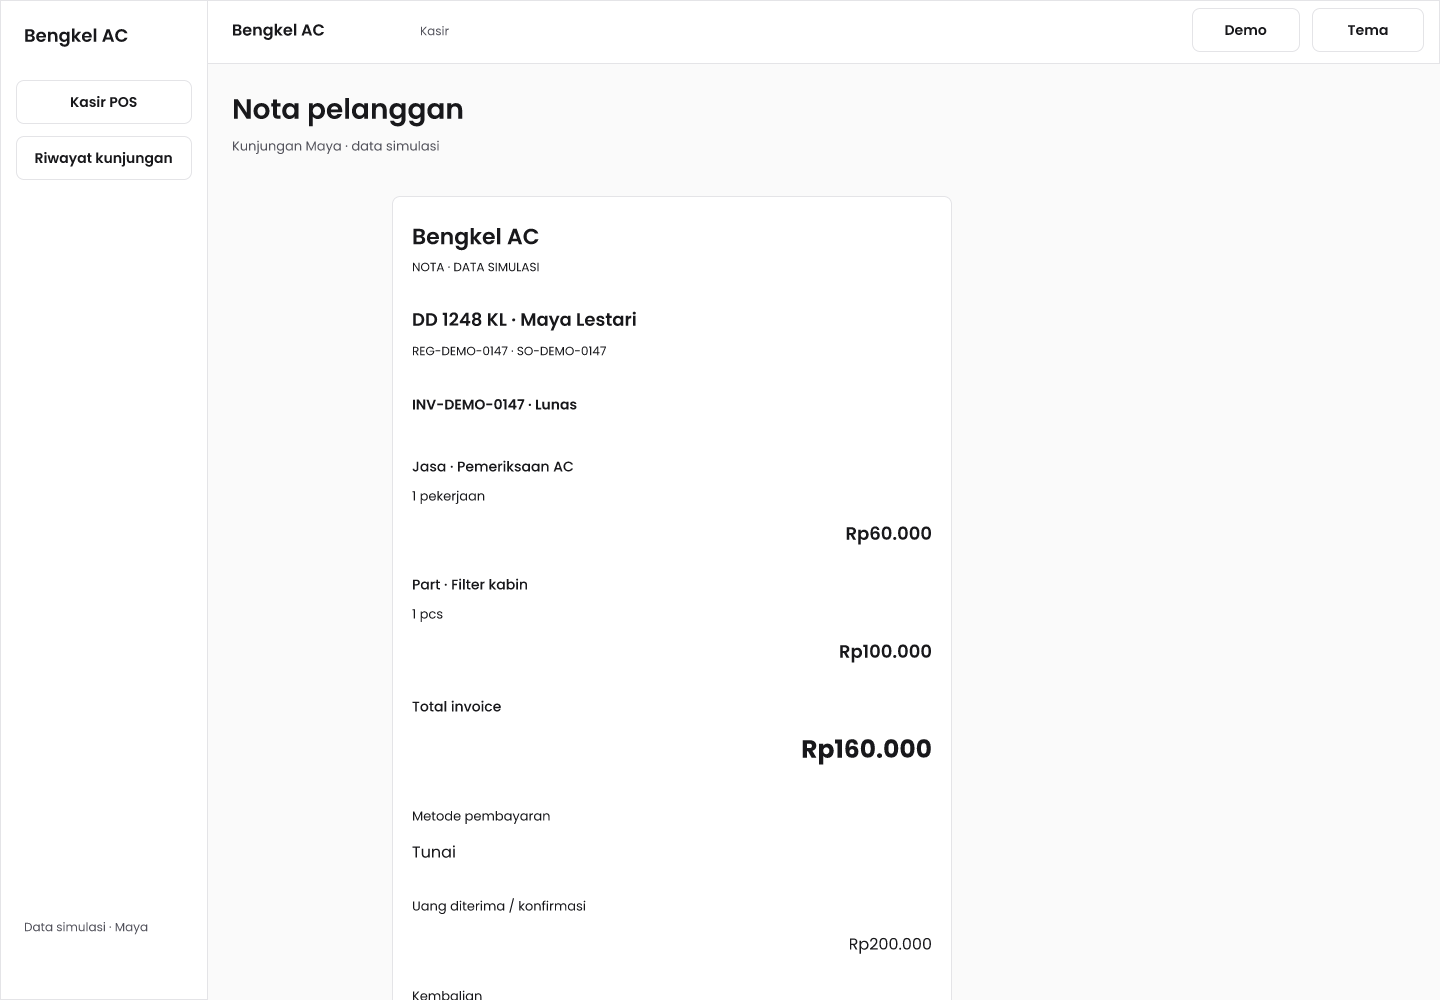 Bengkel AC
Kasir POS
Riwayat kunjungan
Data simulasi · Maya
Bengkel AC
Kasir
Demo
Tema
Nota pelanggan
Kunjungan Maya · data simulasi
Bengkel AC
NOTA · DATA SIMULASI
DD 1248 KL · Maya Lestari
REG-DEMO-0147 · SO-DEMO-0147
INV-DEMO-0147 · Lunas
Jasa · Pemeriksaan AC
1 pekerjaan
Rp60.000
Part · Filter kabin
1 pcs
Rp100.000
Total invoice
Rp160.000
Metode pembayaran
Tunai
Uang diterima / konfirmasi
Rp200.000
Kembalian